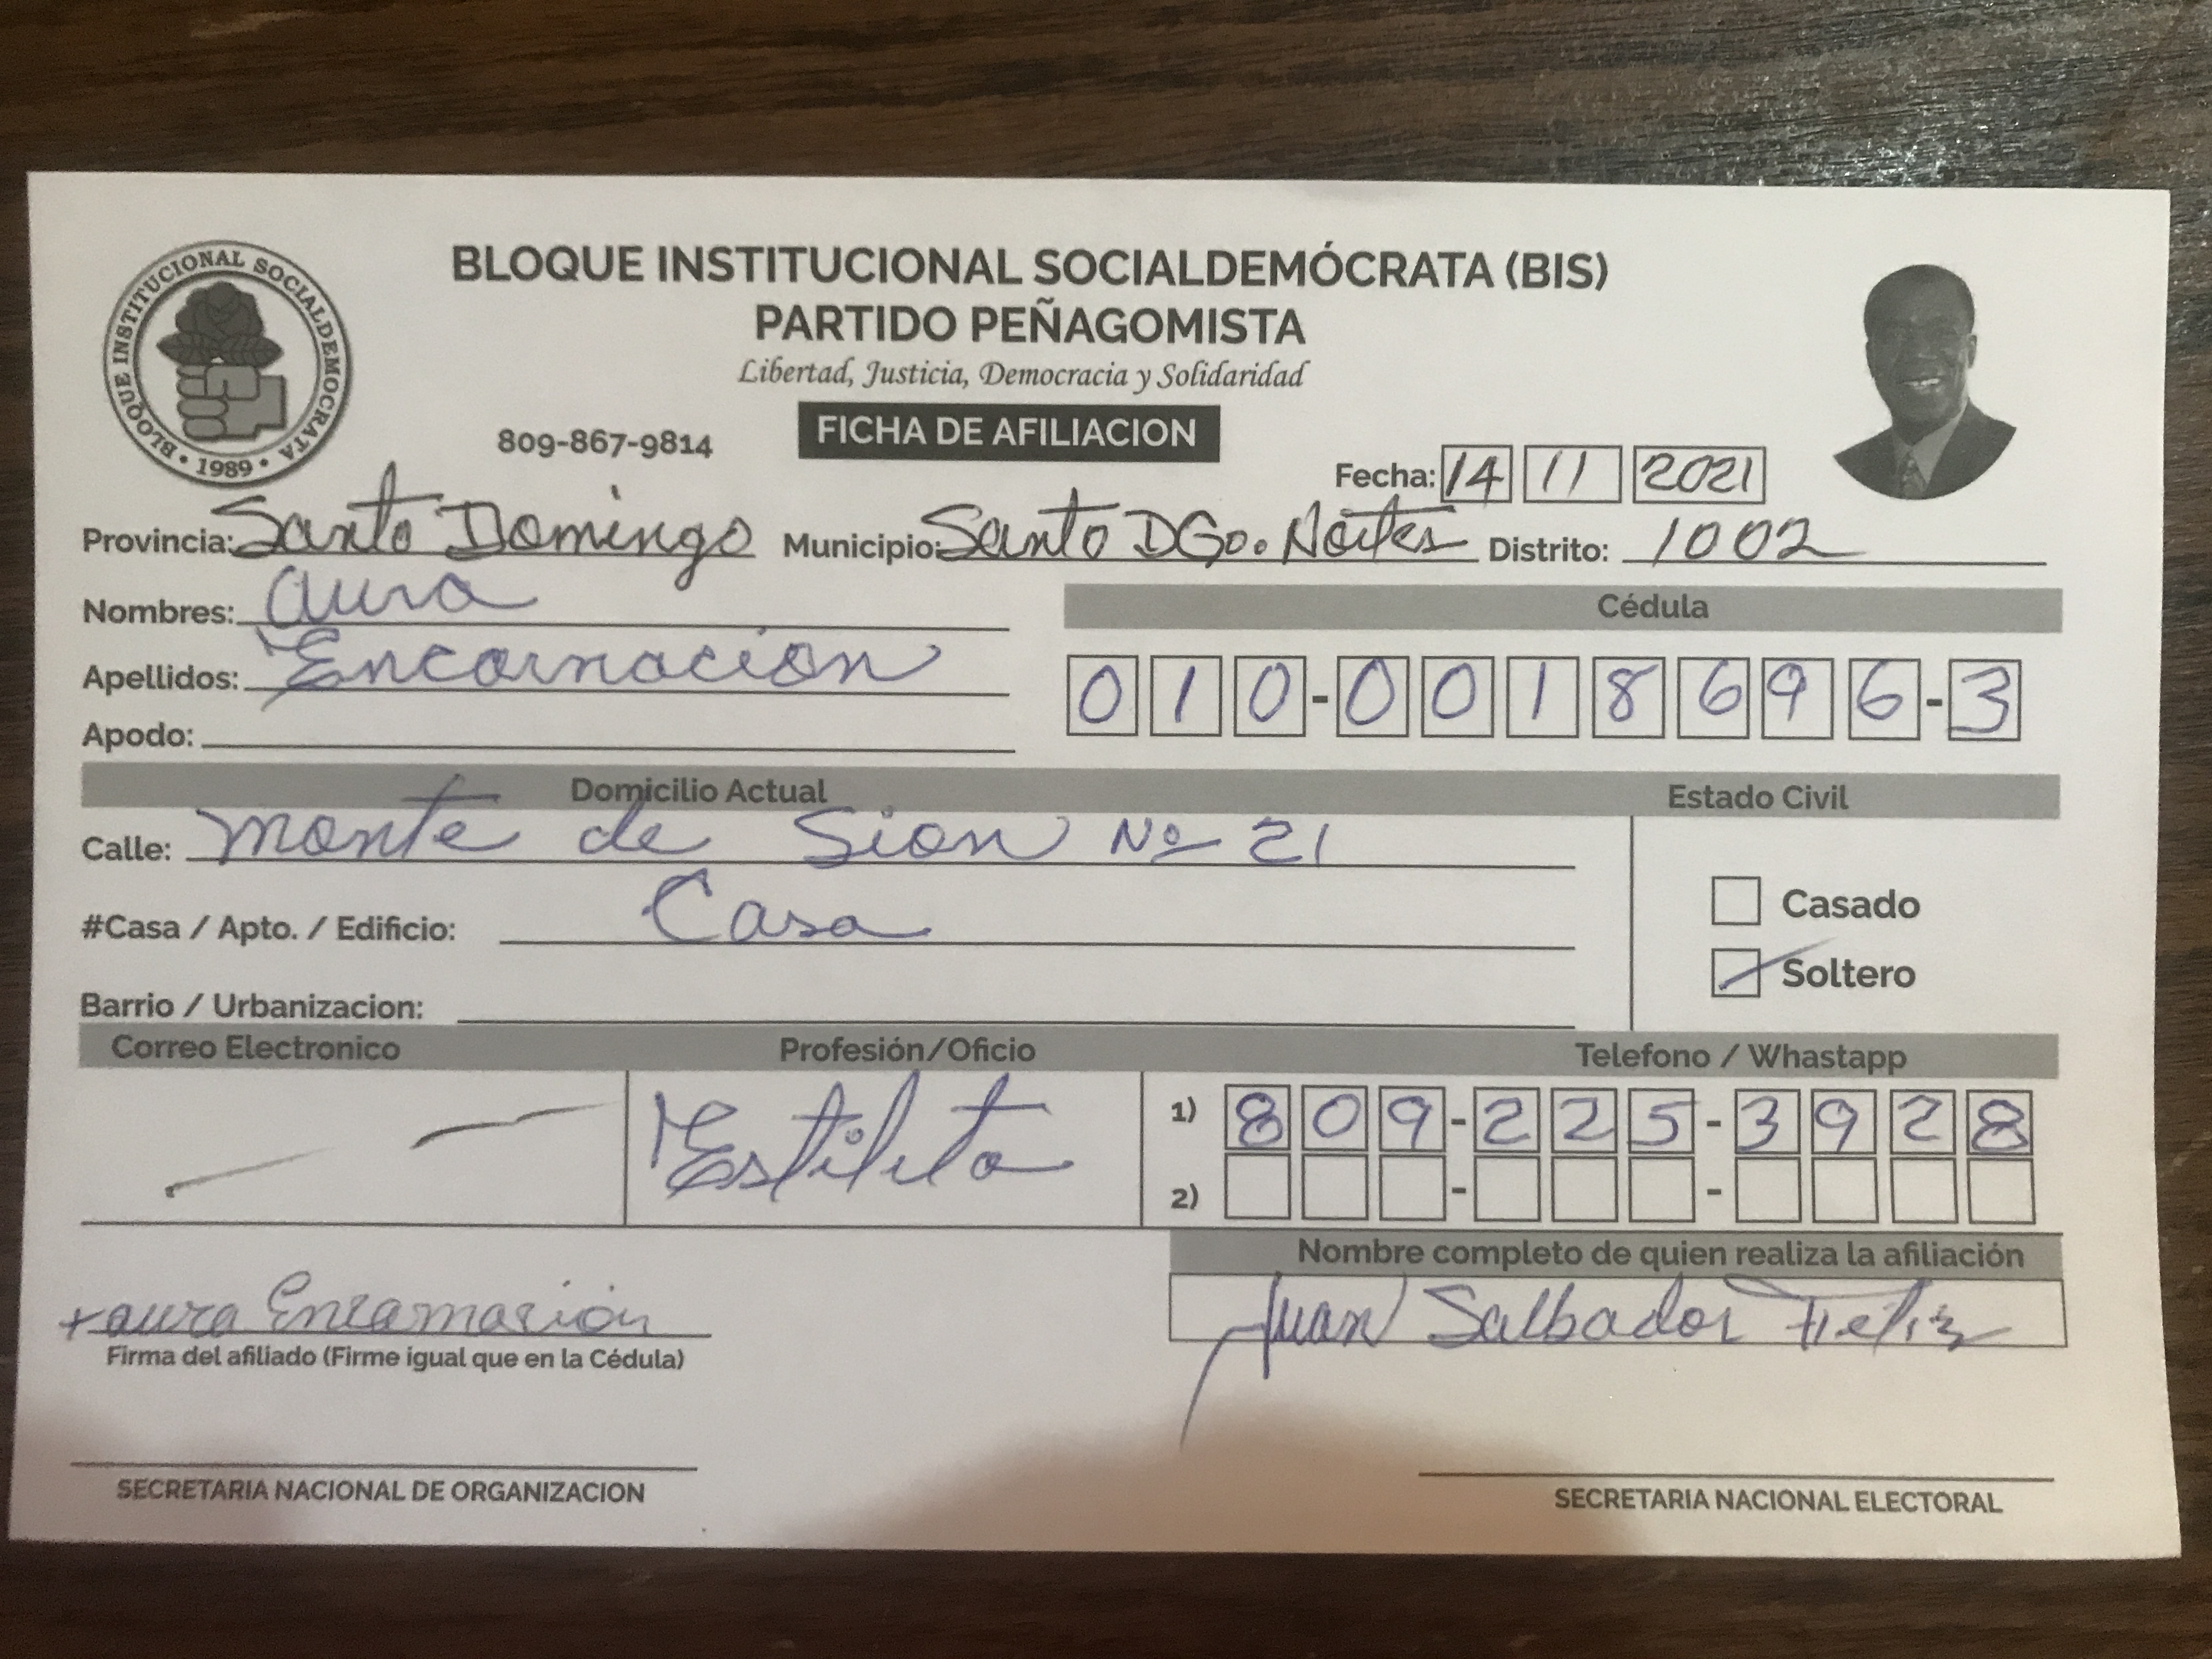 BLOQUE INSTITUCIONAL SOCIALDEMÓCRATA (BIS)
PARTIDO PEÑAGOMISTA
Libertad, Justicia, Democracia y Solidaridad
BLOQUE INSTITUCIONAL SOCIALDEMOCRATA • 1989 •
809-867-9814 FICHA DE AFILIACION
Fecha: 14 11 2021
Provincia: Santo Domingo Municipio: Santo DGo. Distrito: 1002
Nombres: Aura
Cédula
Apellidos: Encarnacion
010-0018696-3
Apodo:
Domicilio Actual Estado Civil
Calle: Monte de Sion Nº 21
Casado
#Casa / Apto. / Edificio: Casa
Soltero
Barrio / Urbanizacion:
Correo Electronico Profesión/Oficio Telefono / Whastapp
1) 809-225-3928
2) - -
Nombre completo de quien realiza la afiliación
+ aura Encarnación Juan Salbador Feliz
Firma del afiliado (Firme igual que en la Cédula)
SECRETARIA NACIONAL DE ORGANIZACION SECRETARIA NACIONAL ELECTORAL